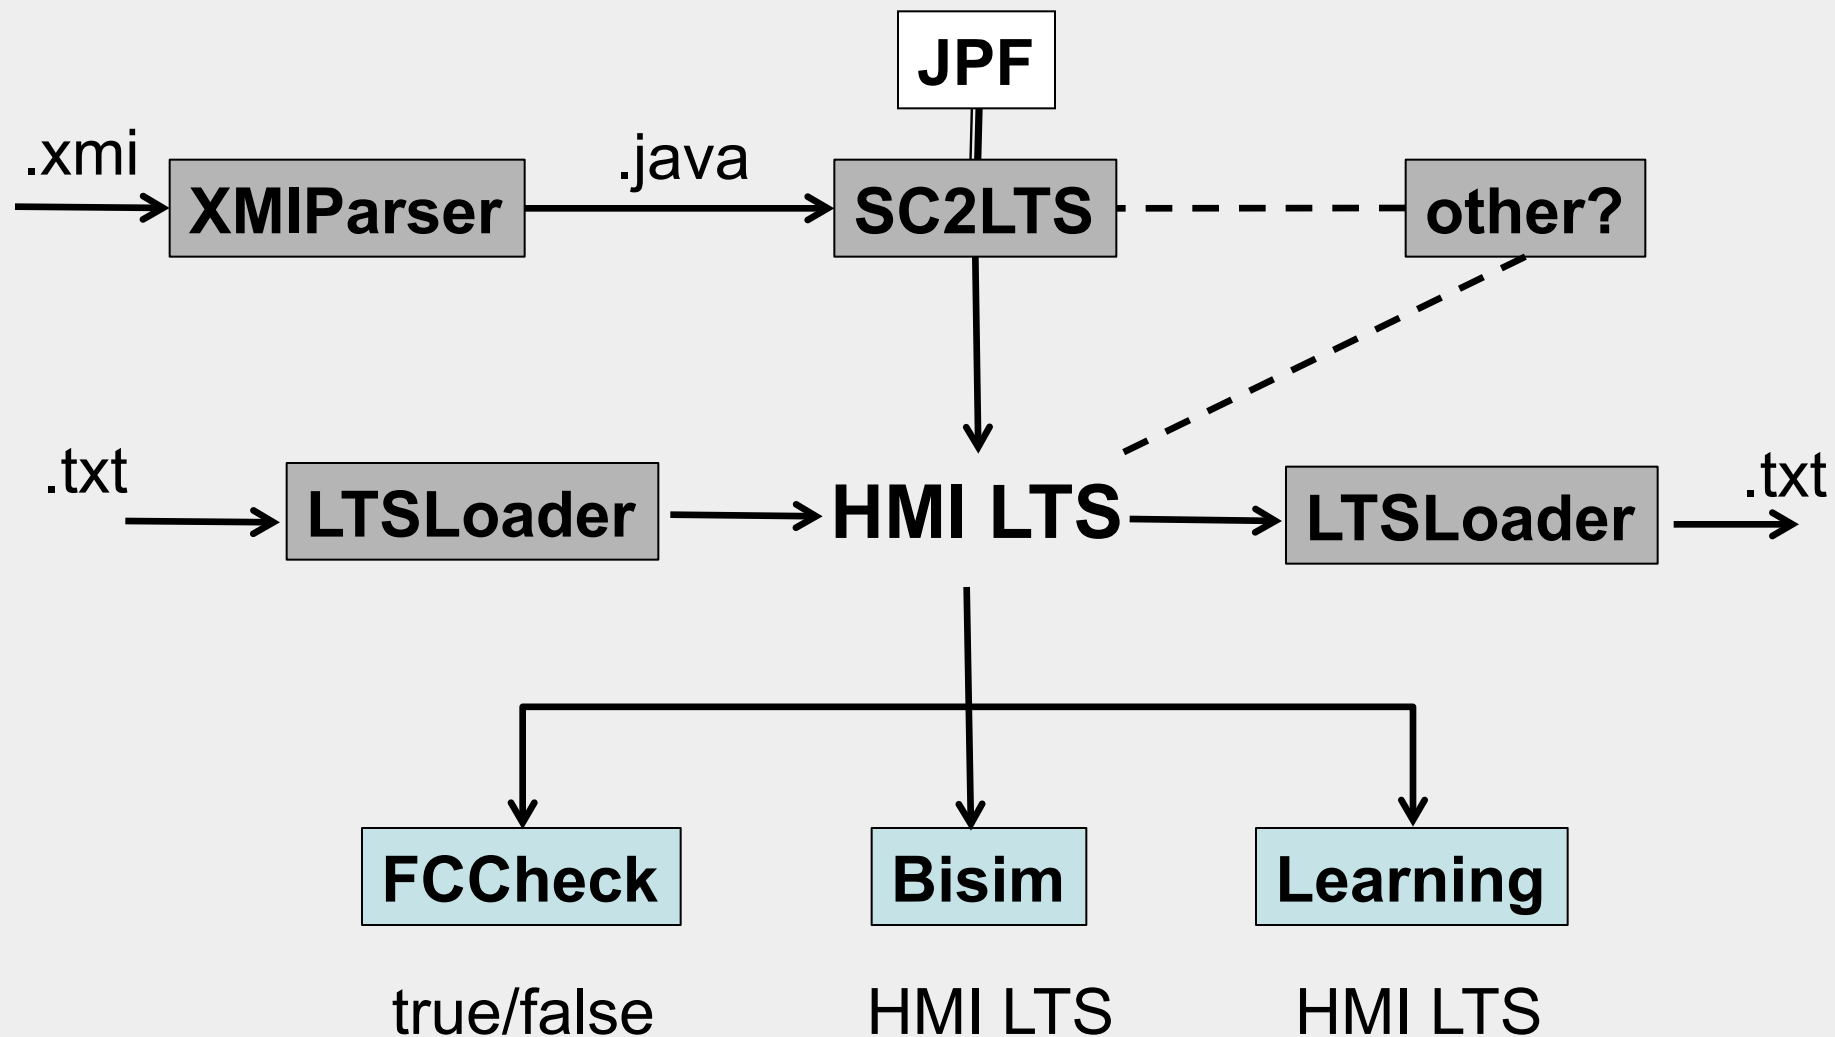 JPF
.xmi
XMIParser
.java
SC2LTS
other?
.txt
LTSLoader
HMI LTS
LTSLoader
.txt
FCCheck
Bisim
Learning
true/false
HMI LTS
HMI LTS